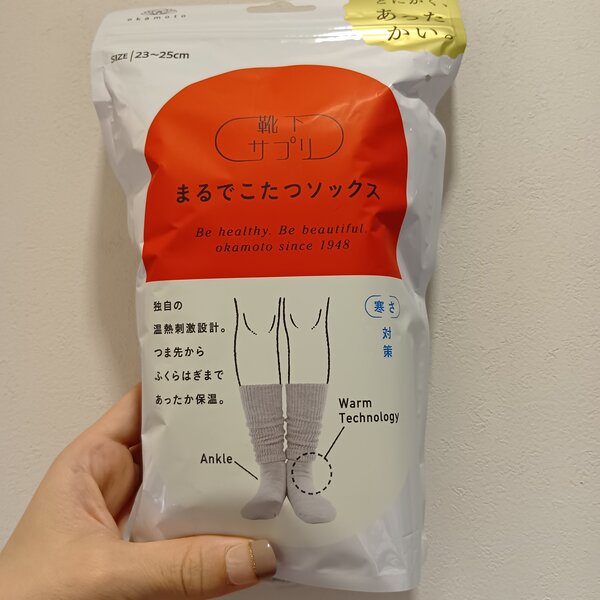 okamoto
SIZE / 23~25cm
とにかく、
あった
かい。
靴下
サプリ
まるでこたつソックス
Be healthy. Be beautiful.
okamoto since 1948
独自の
温熱刺激設計。
つま先から
ふくらはぎまで
あったか保温。
寒さ
対策
Warm
Technology
Ankle